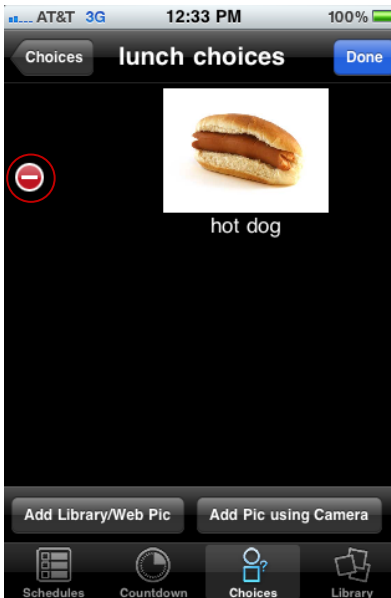 AT&T 3G 12:33 PM 100%
Choices lunch choices Done
hot dog
Add Library/Web Pic Add Pic using Camera
? 
Schedules Countdown Choices Library